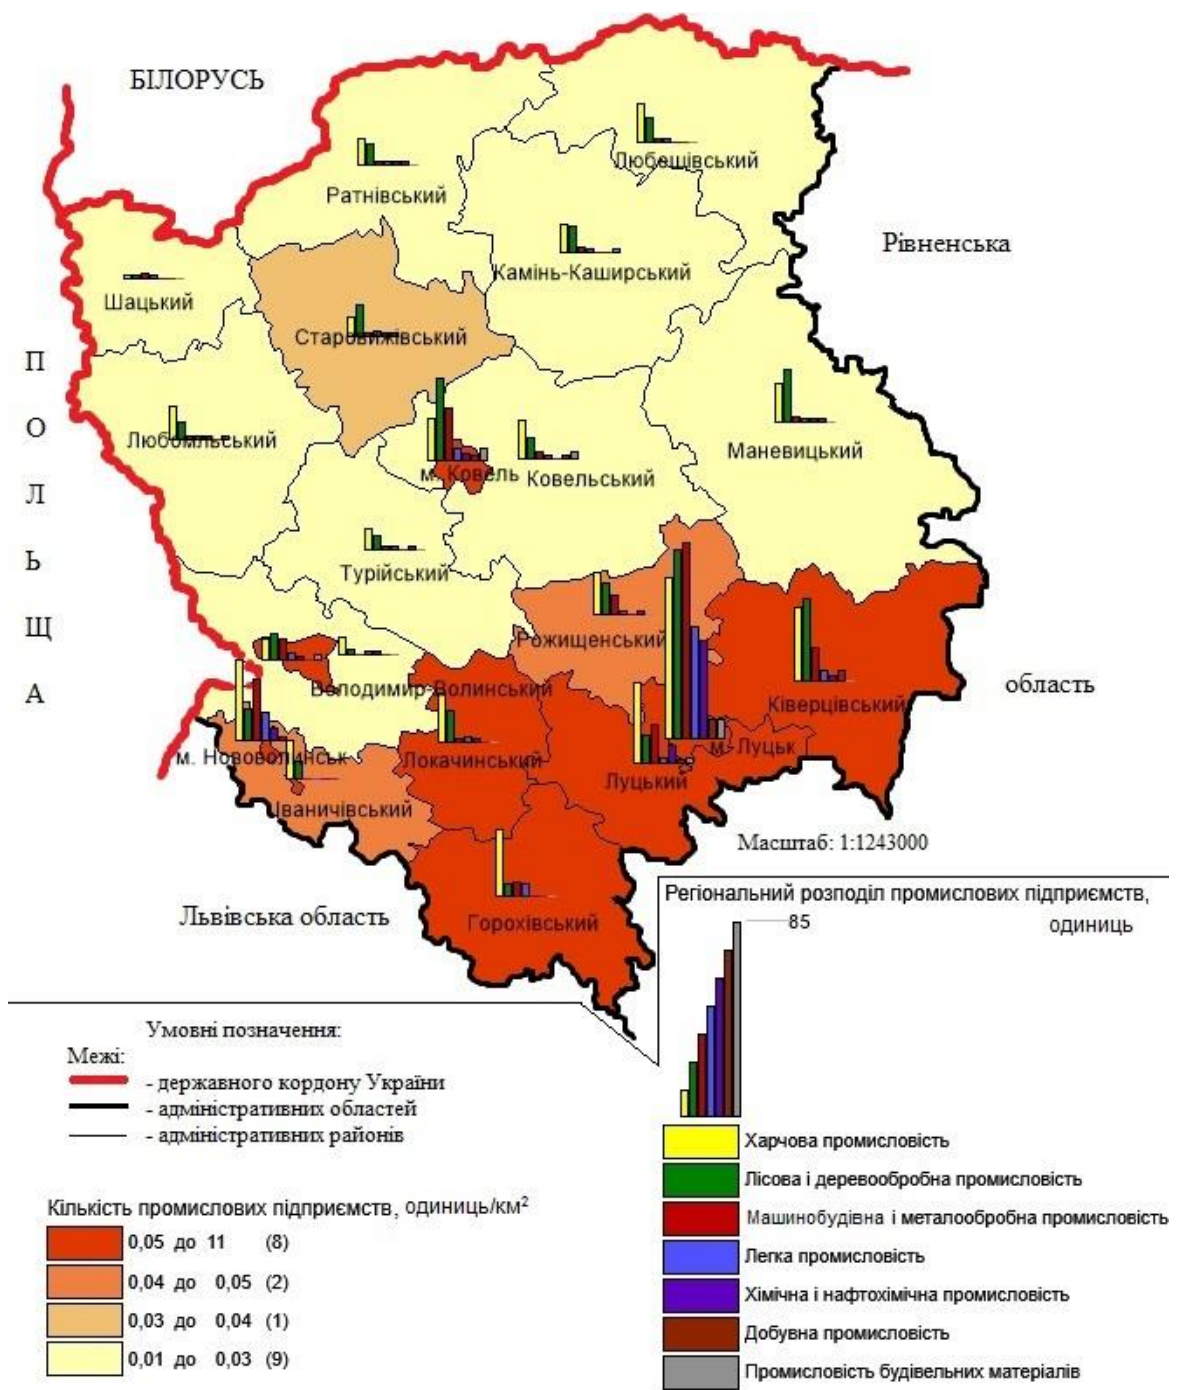 БІЛОРУСЬ
Любешівський
Ратнівський
Рівненська
Камінь-Каширський
Шацький
Старовижівський
ПОЛЬЩА
Любомльський
Маневицький
м. Ковель
Ковельський
Турійський
Рожищенський
Володимир-Волинський
Ківерцівський
область
м. Нововолинськ
Локачинський
Луцький
м. Луцьк
Іваничівський
Масштаб: 1:1243000
Львівська область
Горохівський
Регіональний розподіл промислових підприємств,
одиниць
85
Умовні позначення:
Межі:
- державного кордону України
- адміністративних областей
- адміністративних районів
Харчова промисловість
Лісова і деревообробна промисловість
Машинобудівна і металообробна промисловість
Легка промисловість
Хімічна і нафтохімічна промисловість
Добувна промисловість
Промисловість будівельних матеріалів
Кількість промислових підприємств, одиниць/км²
0,05 до 11 (8)
0,04 до 0,05 (2)
0,03 до 0,04 (1)
0,01 до 0,03 (9)